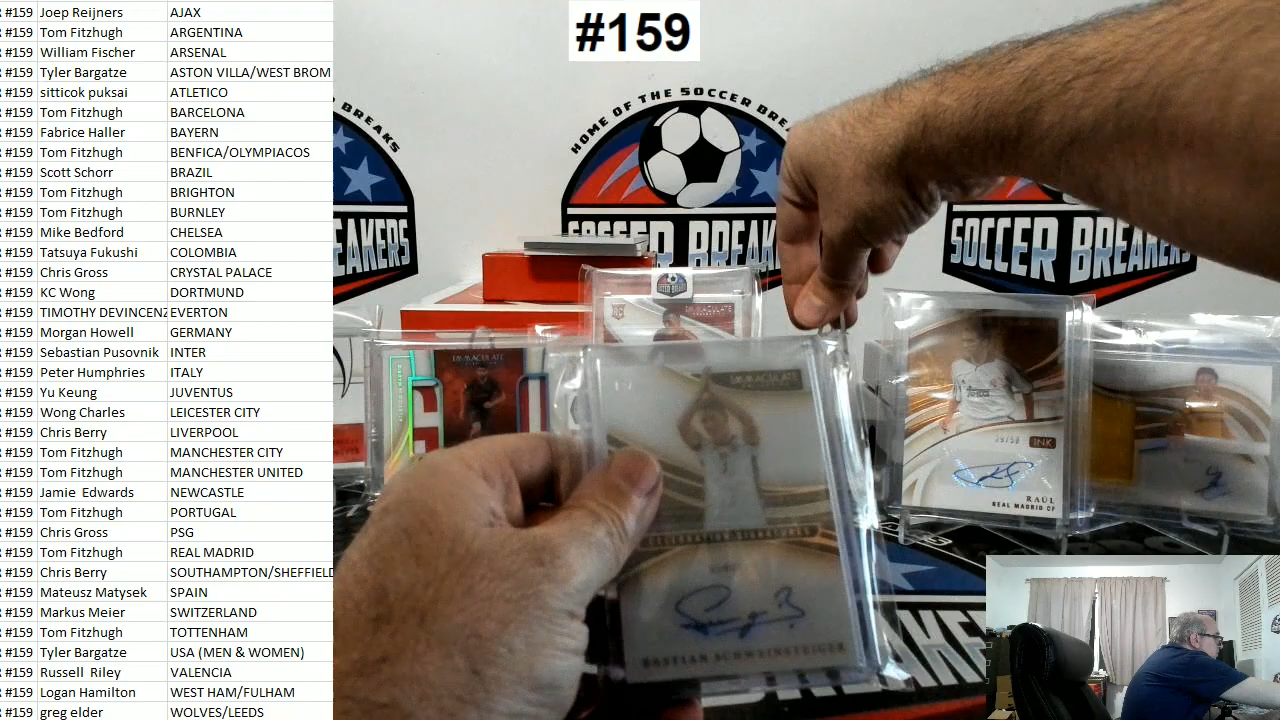 #159 Joep Reijners AJAX
#159 Tom Fitzhugh ARGENTINA
#159 William Fischer ARSENAL
#159 Tyler Bargatze ASTON VILLA/WEST BROM
#159 sitticok puksai ATLETICO
#159 Tom Fitzhugh BARCELONA
#159 Fabrice Haller BAYERN
#159 Tom Fitzhugh BENFICA/OLYMPIACOS
#159 Scott Schorr BRAZIL
#159 Tom Fitzhugh BRIGHTON
#159 Tom Fitzhugh BURNLEY
#159 Mike Bedford CHELSEA
#159 Tatsuya Fukushi COLOMBIA
#159 Chris Gross CRYSTAL PALACE
#159 KC Wong DORTMUND
#159 TIMOTHY DEVINCENZ EVERTON
#159 Morgan Howell GERMANY
#159 Sebastian Pusovnik INTER
#159 Peter Humphries ITALY
#159 Yu Keung JUVENTUS
#159 Wong Charles LEICESTER CITY
#159 Chris Berry LIVERPOOL
#159 Tom Fitzhugh MANCHESTER CITY
#159 Tom Fitzhugh MANCHESTER UNITED
#159 Jamie Edwards NEWCASTLE
#159 Tom Fitzhugh PORTUGAL
#159 Chris Gross PSG
#159 Tom Fitzhugh REAL MADRID
#159 Chris Berry SOUTHAMPTON/SHEFFIELD
#159 Mateusz Matysek SPAIN
#159 Markus Meier SWITZERLAND
#159 Tom Fitzhugh TOTTENHAM
#159 Tyler Bargatze USA (MEN & WOMEN)
#159 Russell Riley VALENCIA
#159 Logan Hamilton WEST HAM/FULHAM
#159 greg elder WOLVES/LEEDS
#159
HOME OF THE SOCCER BREA
BREAKS
EAKERS
SOCCER BREAK
SOCCER BREAKERS
IMMACULATE
IMMACULATE
IMMACULATE
BASTIAN SCHWEINSTEIGER
INK
RAÚL
REAL MADRID CF